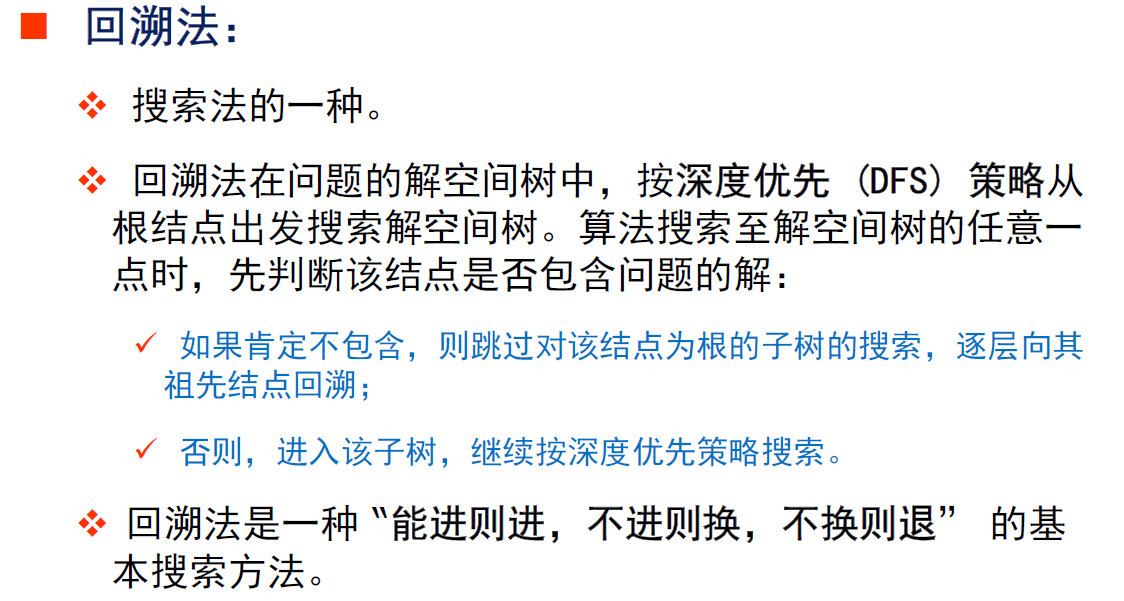 回溯法：
搜索法的一种。
回溯法在问题的解空间树中，按深度优先（DFS）策略从
根结点出发搜索解空间树。算法搜索至解空间树的任意一
点时，先判断该结点是否包含问题的解：
如果肯定不包含，则跳过对该结点为根的子树的搜索，逐层向其
祖先结点回溯；
否则，进入该子树，继续按深度优先策略搜索。
回溯法是一种“能进则进，不进则换，不换则退” 的基
本搜索方法。